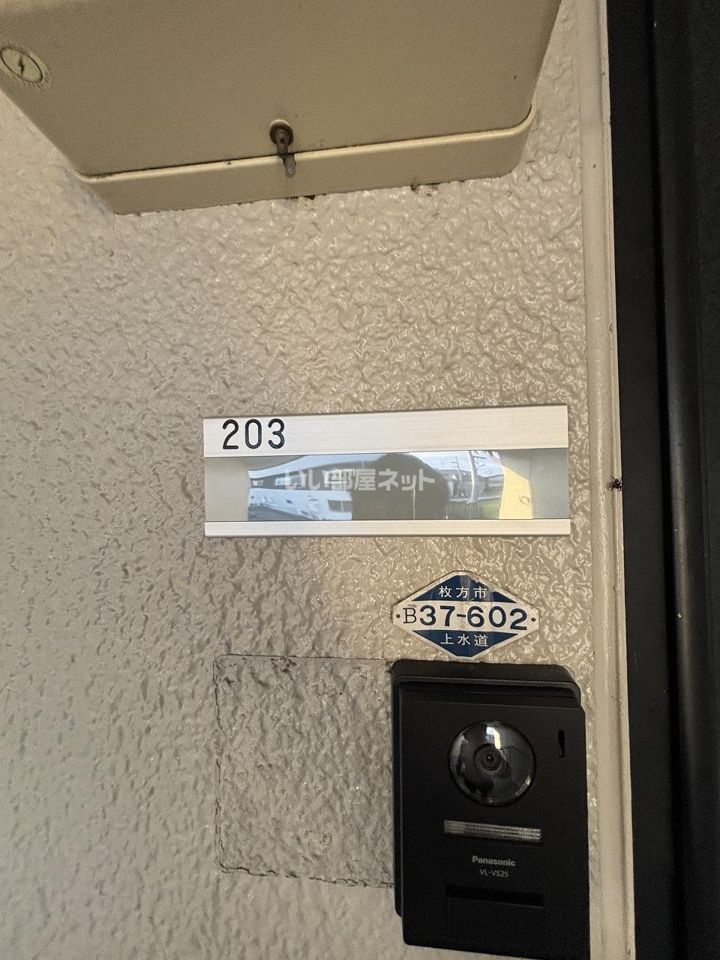 203
いい部屋ネット
枚方市
B37-602
上水道
Panasonic
VL-V525